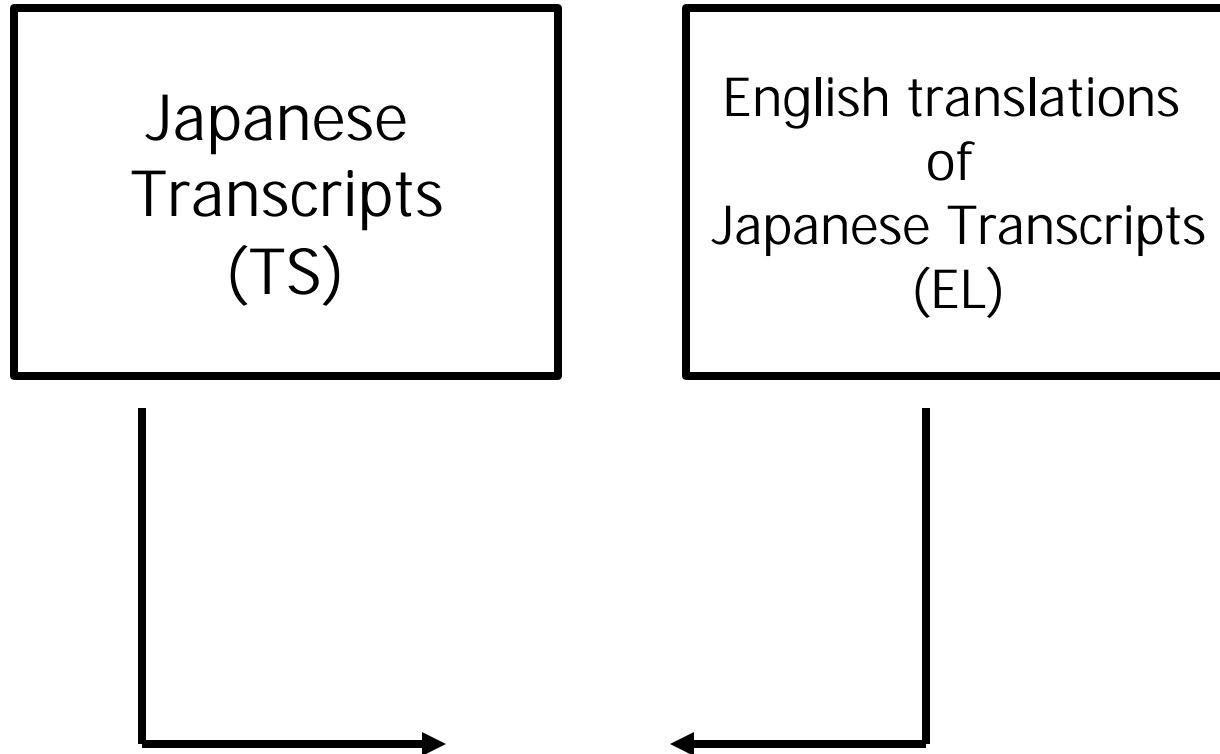 Japanese
Transcripts
(TS)
English translations
of
Japanese Transcripts
(EL)